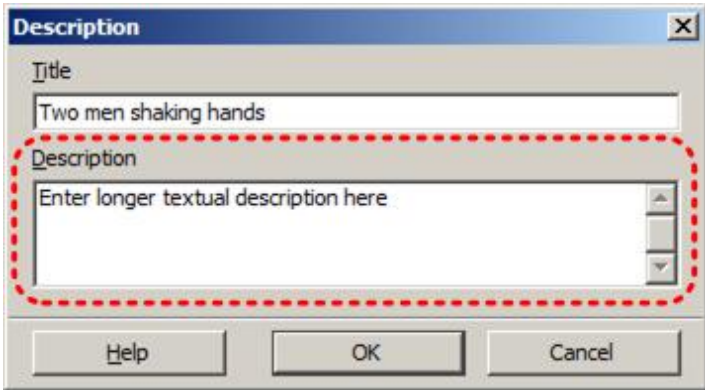 Description
Title
Two men shaking hands
Description
Enter longer textual description here
Help OK Cancel